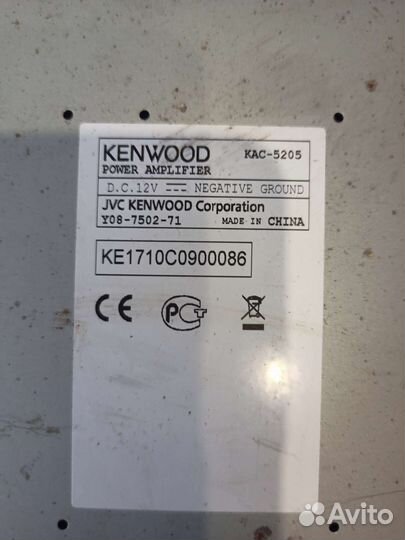 KENWOOD KAC-5205
POWER AMPLIFIER
D.C.12V NEGATIVE GROUND
JVC KENWOOD Corporation
Y08-7502-71 MADE IN CHINA
KE1710C0900086
CE PCT
Avito